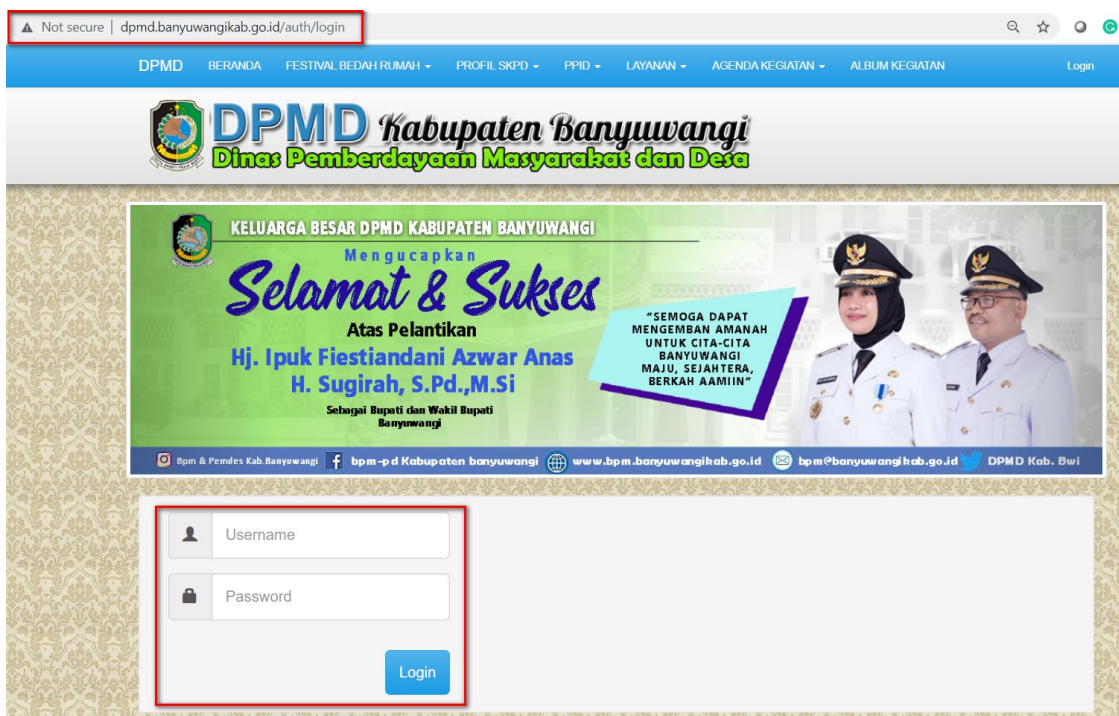 Not secure | dpmd.banyuwangikab.go.id/auth/login
DPMD BERANDA FESTIVAL BEDAH RUMAH PROFIL SKPD PPID LAYANAN AGENDA KEGIATAN ALBUM KEGIATAN Login
DPMD Kabupaten Banyuwangi
Dinas Pemberdayaan Masyarakat dan Desa
KELUARGA BESAR DPMD KABUPATEN BANYUWANGI
Mengucapkan
Selamat & Sukses
Atas Pelantikan
Hj. Ipuk Fiestiandani Azwar Anas
H. Sugirah, S.Pd.,M.Si
Sebagai Bupati dan Wakil Bupati
Banyuwangi
"SEMOGA DAPAT
MENGEMBAN AMANAH
UNTUK CITA-CITA
BANYUWANGI
MAJU, SEJAHTERA,
BERKAH AAMIIN"
Bpm & Pemdes Kab.Banyuwangi bpm-pd Kabupaten banyuwangi www.bpm.banyuwangikab.go.id bpm@banyuwangikab.go.id DPMD Kab. Bwi
Username
Password
Login